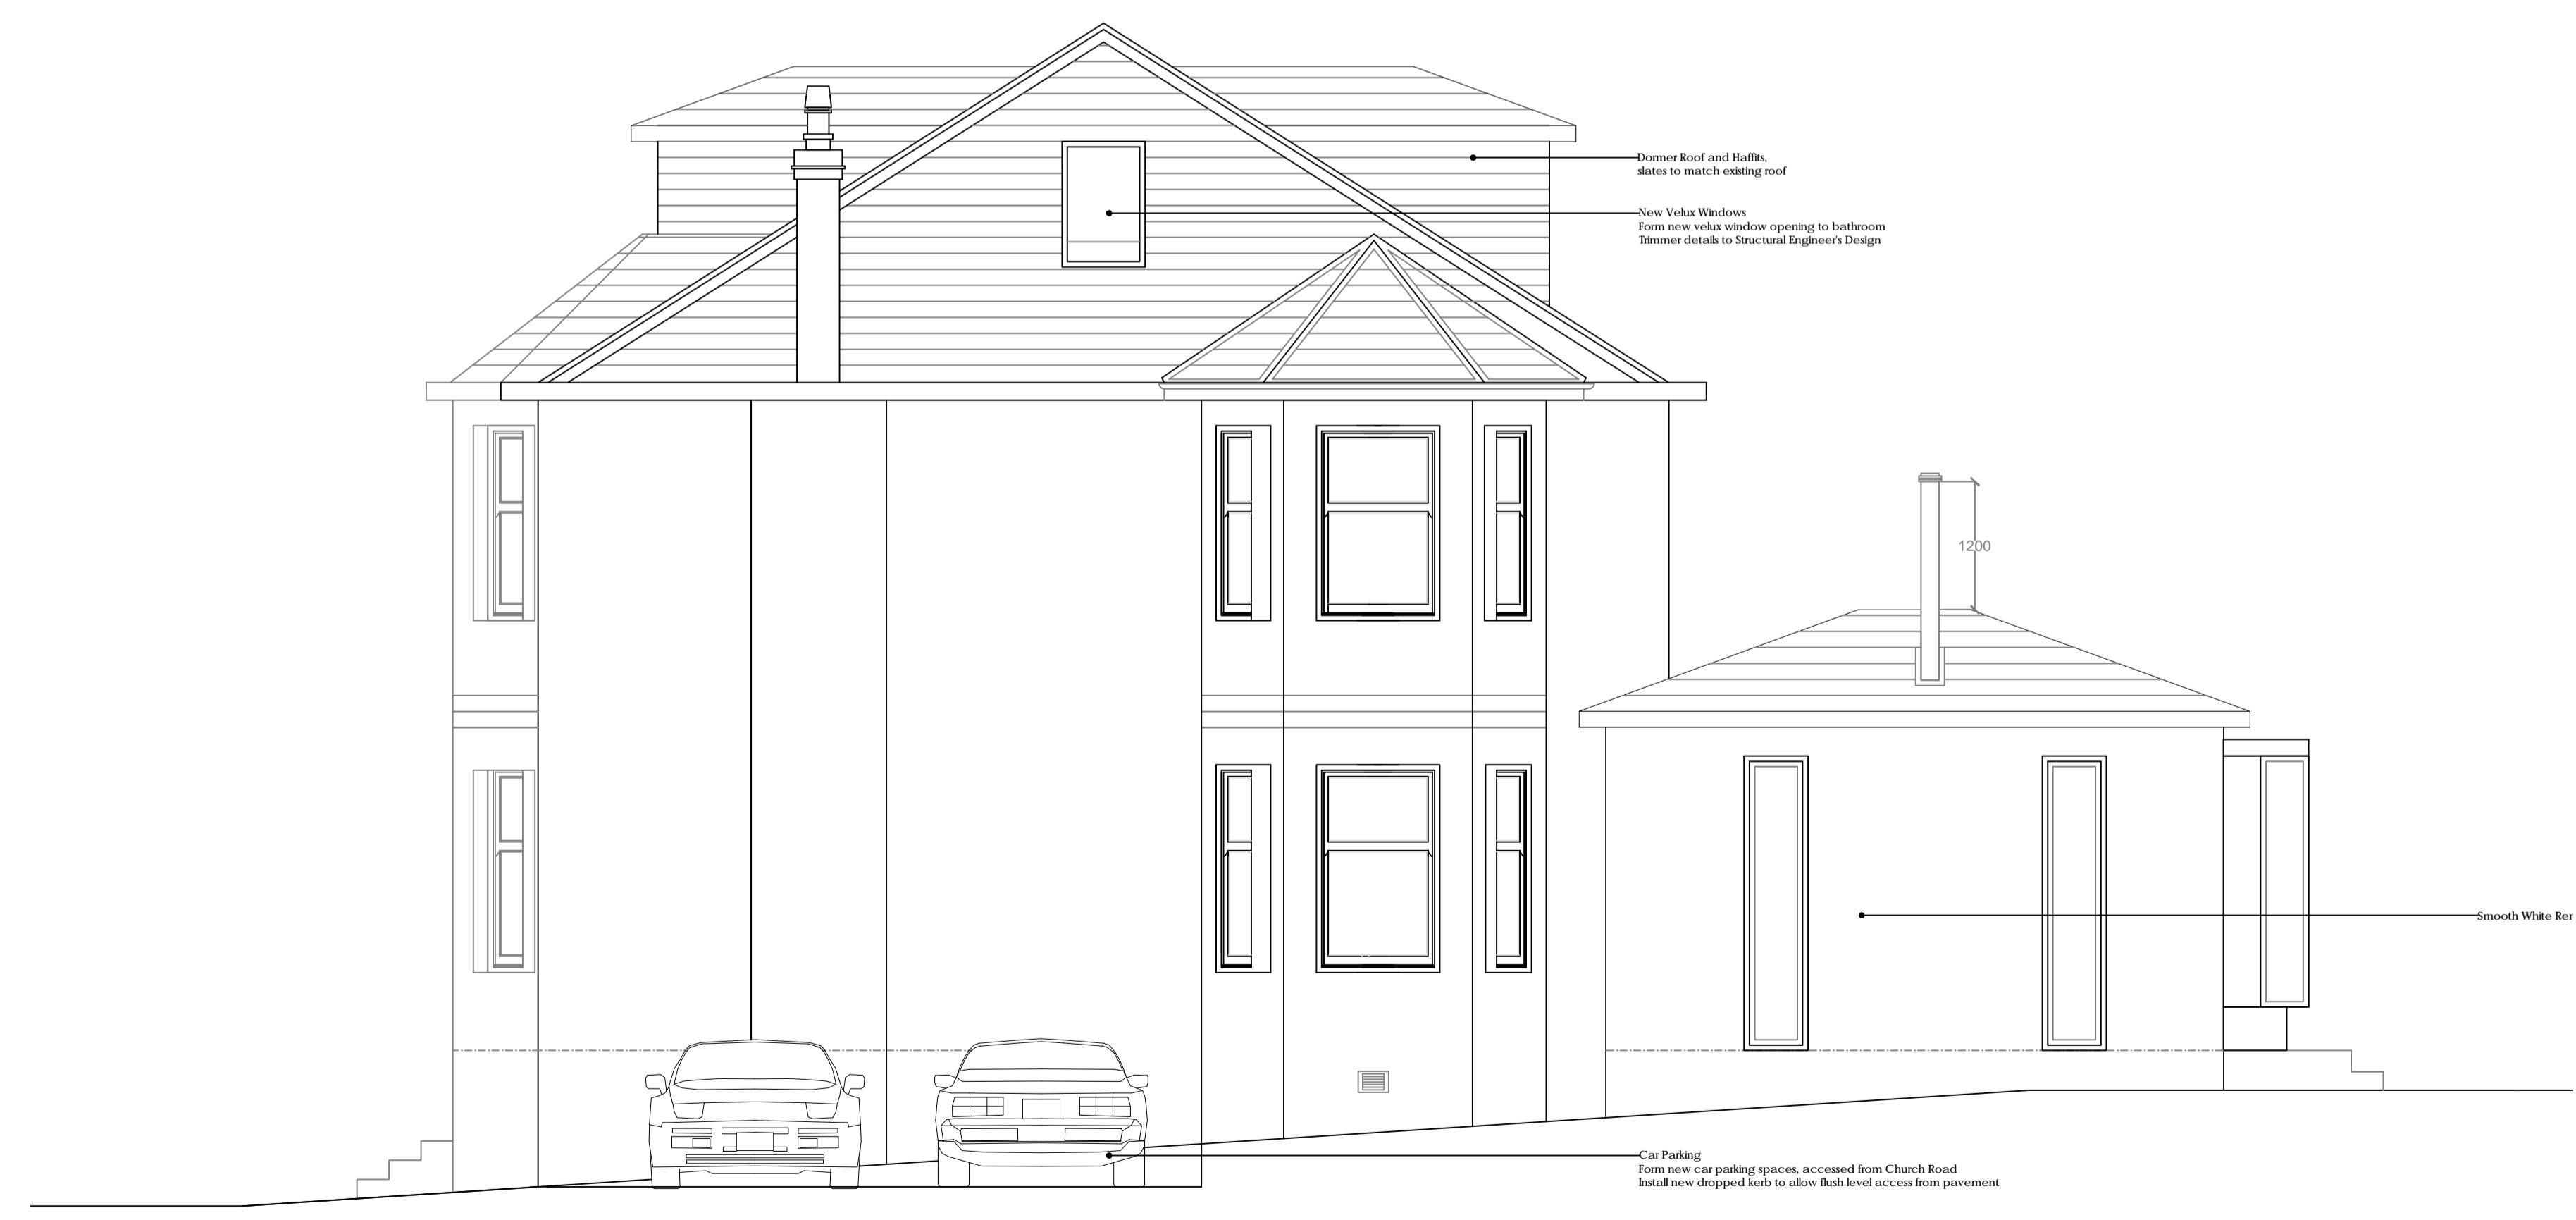 Dormer Roof and Haffits,
slates to match existing roof
New Velux Windows
Form new velux window opening to bathroom
Trimmer details to Structural Engineer's Design
1200
Smooth White
Car Parking
Form new car parking spaces, accessed from Church Road
Install new dropped kerb to allow flush level access from pavement